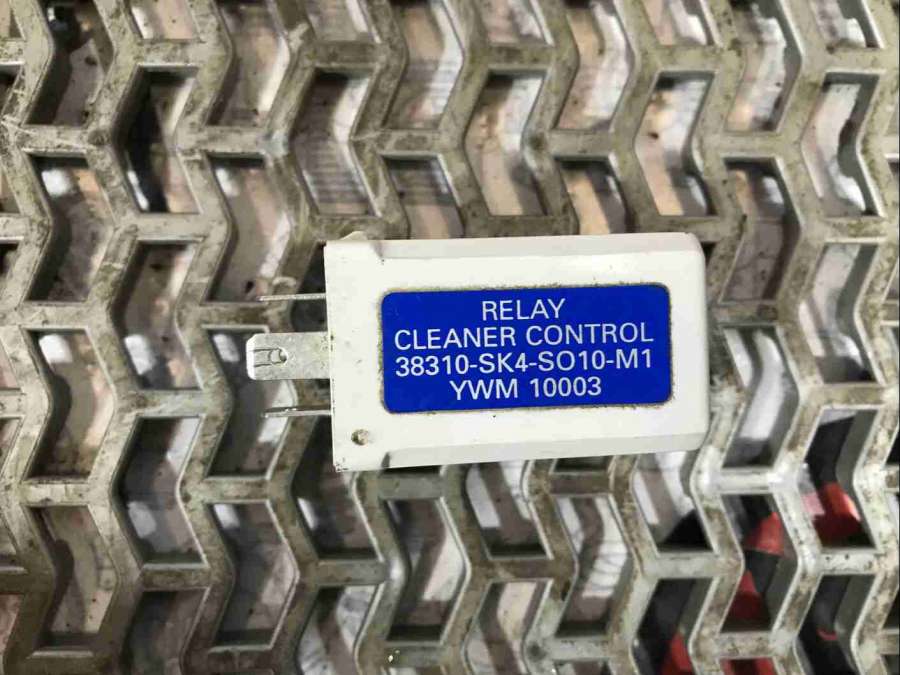 RELAY
CLEANER CONTROL
38310-SK4-SO10-M1
YWM 10003